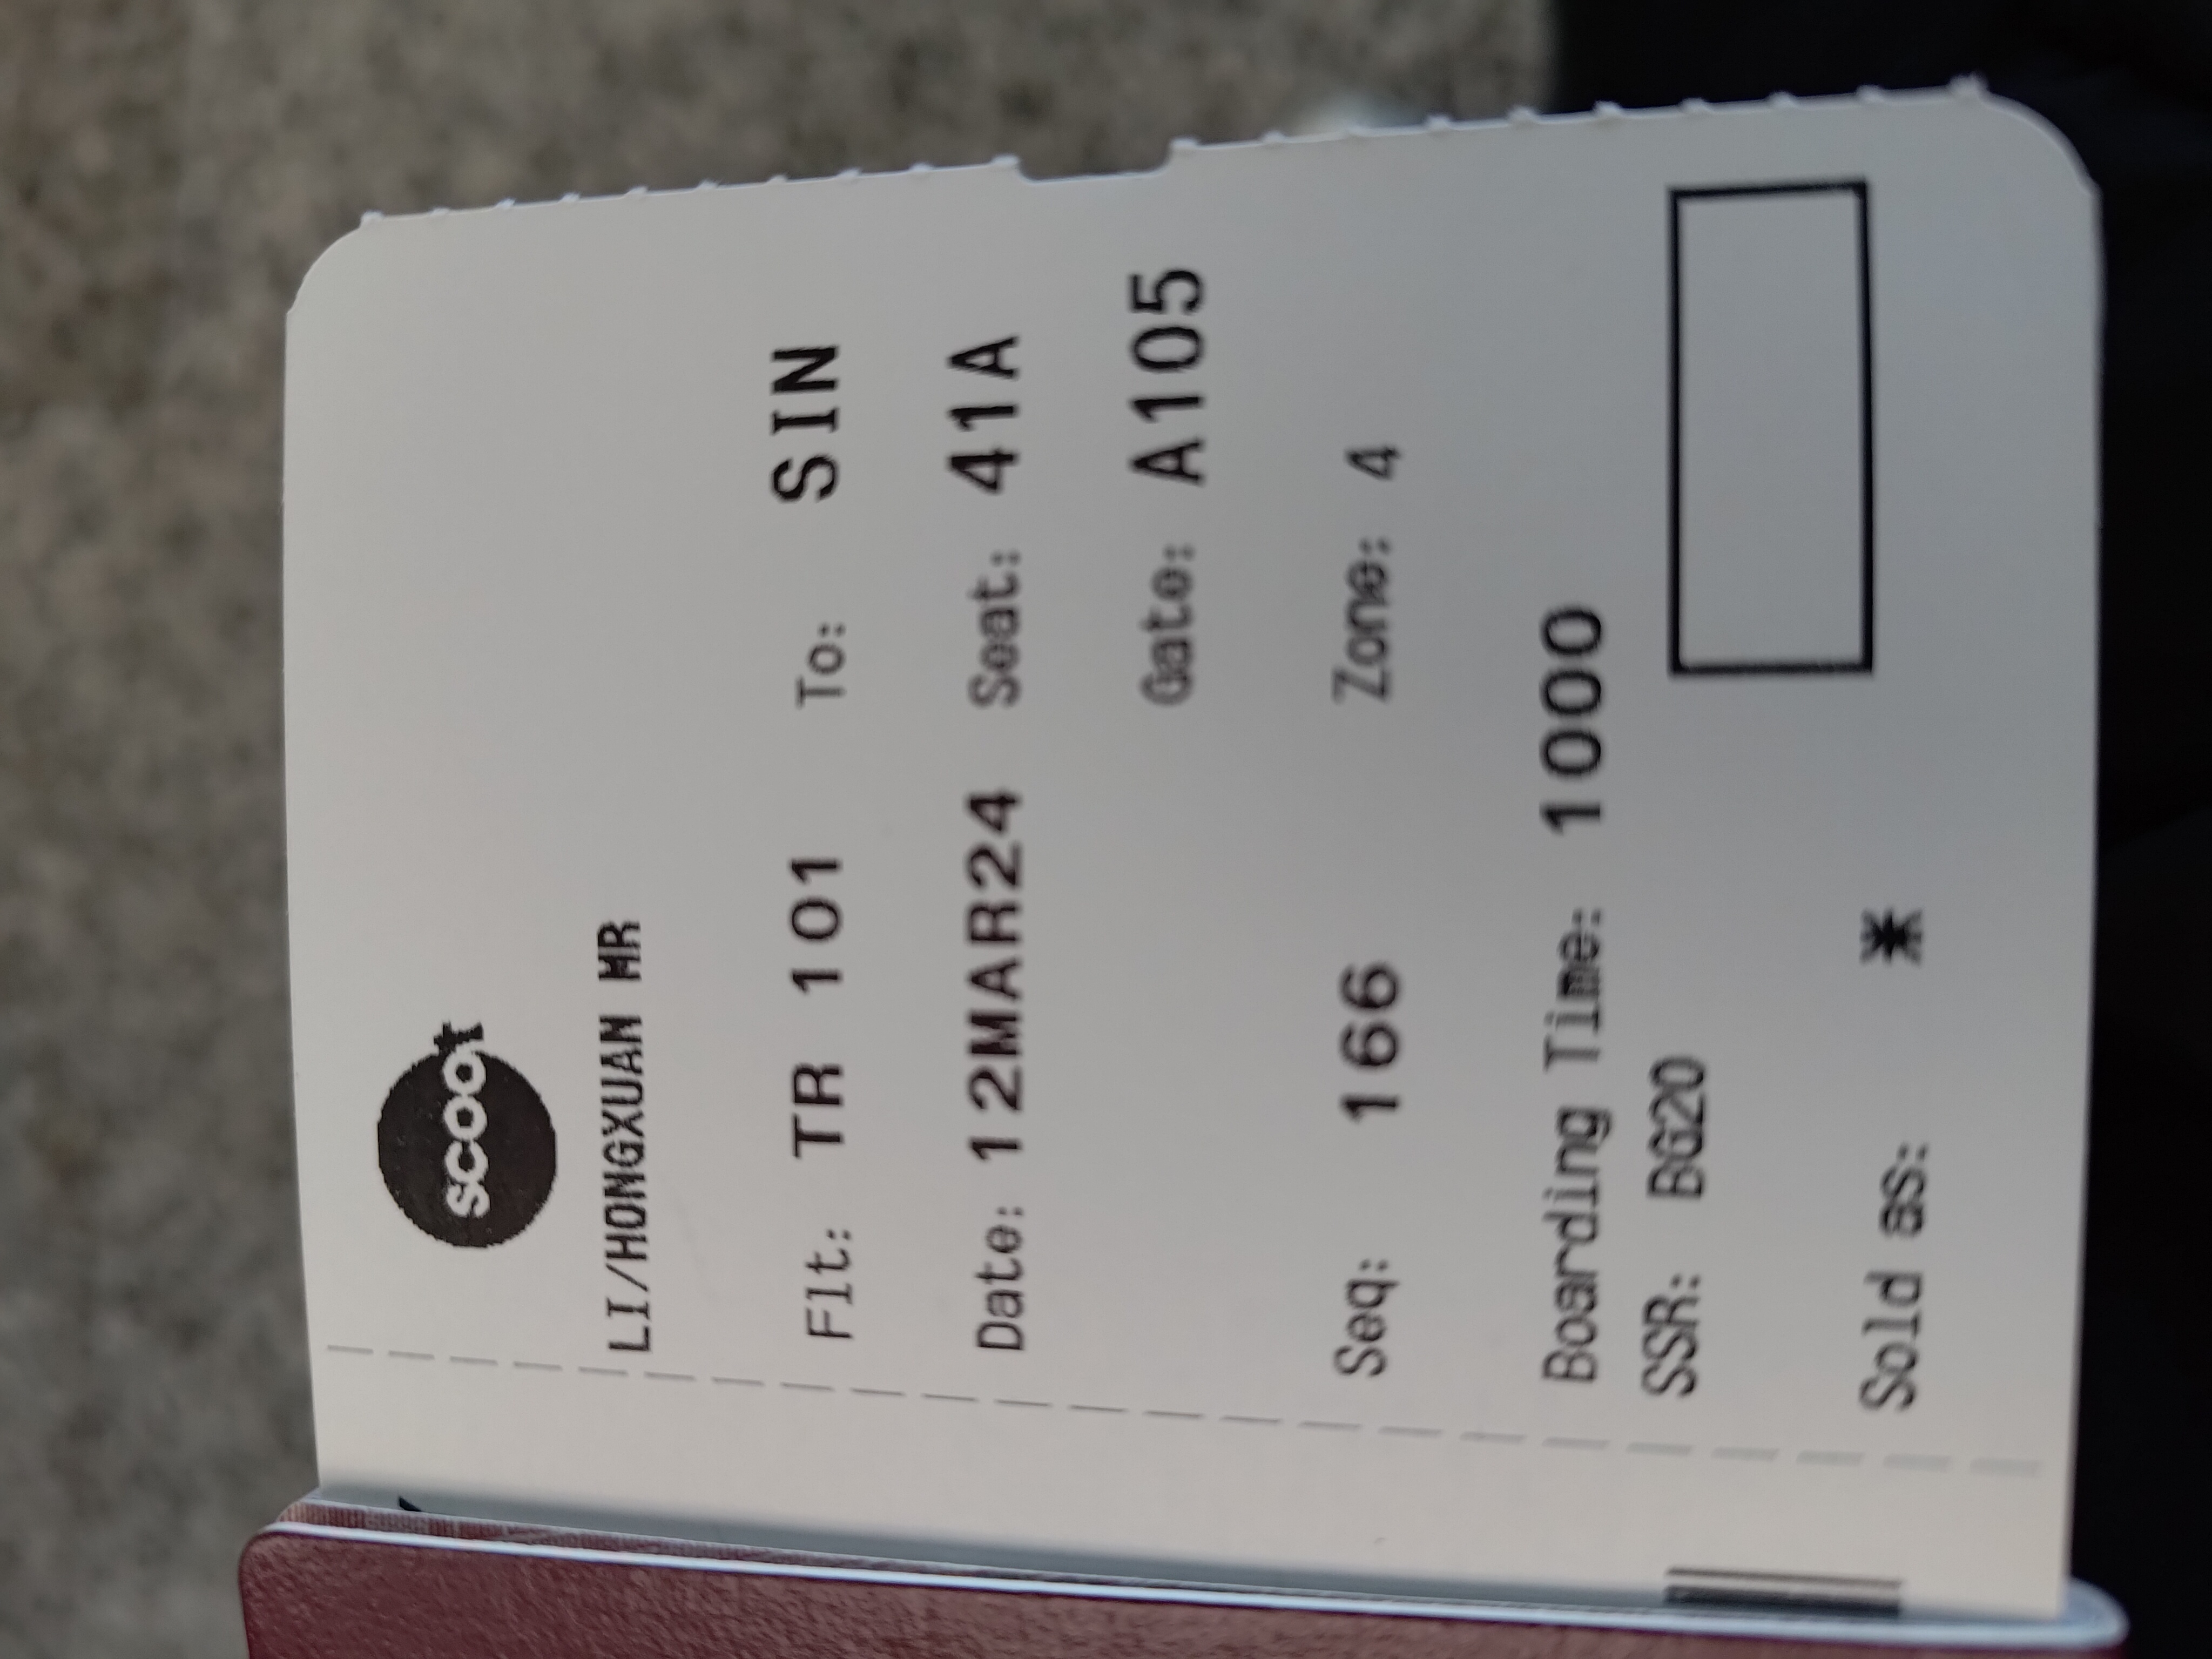 scoot
LI/HONGXUAN MR
Flt: TR 101 To: SIN
Date: 12MAR24 Seat: 41A
Gate: A105
Seq: 166 Zone: 4
Boarding Time: 1000
SSR: BG20
Sold as: *